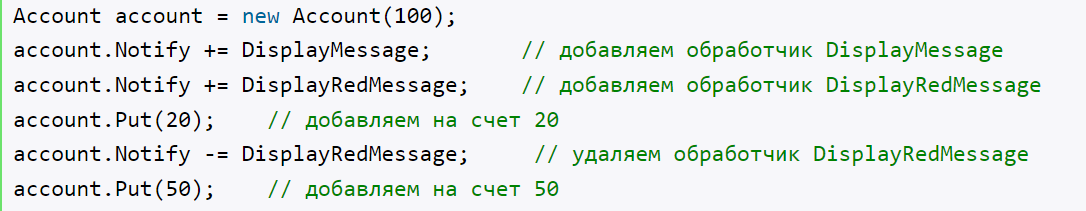 Account account = new Account(100);
account.Notify += DisplayMessage;       // добавляем обработчик DisplayMessage
account.Notify += DisplayRedMessage;    // добавляем обработчик DisplayRedMessage
account.Put(20);    // добавляем на счет 20
account.Notify -= DisplayRedMessage;     // удаляем обработчик DisplayRedMessage
account.Put(50);    // добавляем на счет 50